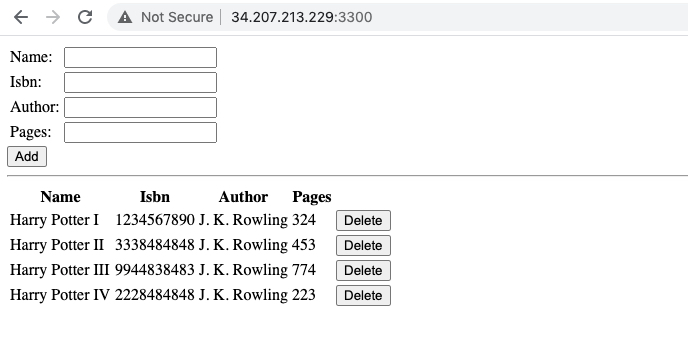 Not Secure | 34.207.213.229:3300
Name:
Isbn:
Author:
Pages:
Add
Name Isbn Author Pages
Harry Potter I 1234567890 J. K. Rowling 324 Delete
Harry Potter II 3338484848 J. K. Rowling 453 Delete
Harry Potter III 9944838483 J. K. Rowling 774 Delete
Harry Potter IV 2228484848 J. K. Rowling 223 Delete